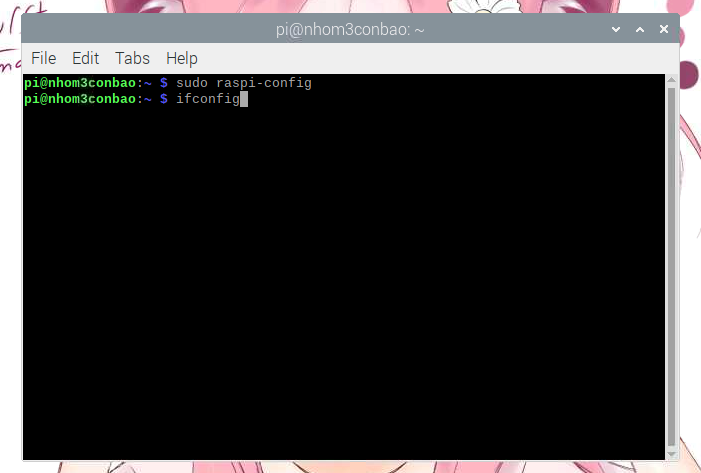 pi@nhom3conbao: ~
File Edit Tabs Help
pi@nhom3conbao:~ $ sudo raspi-config
pi@nhom3conbao:~ $ ifconfig